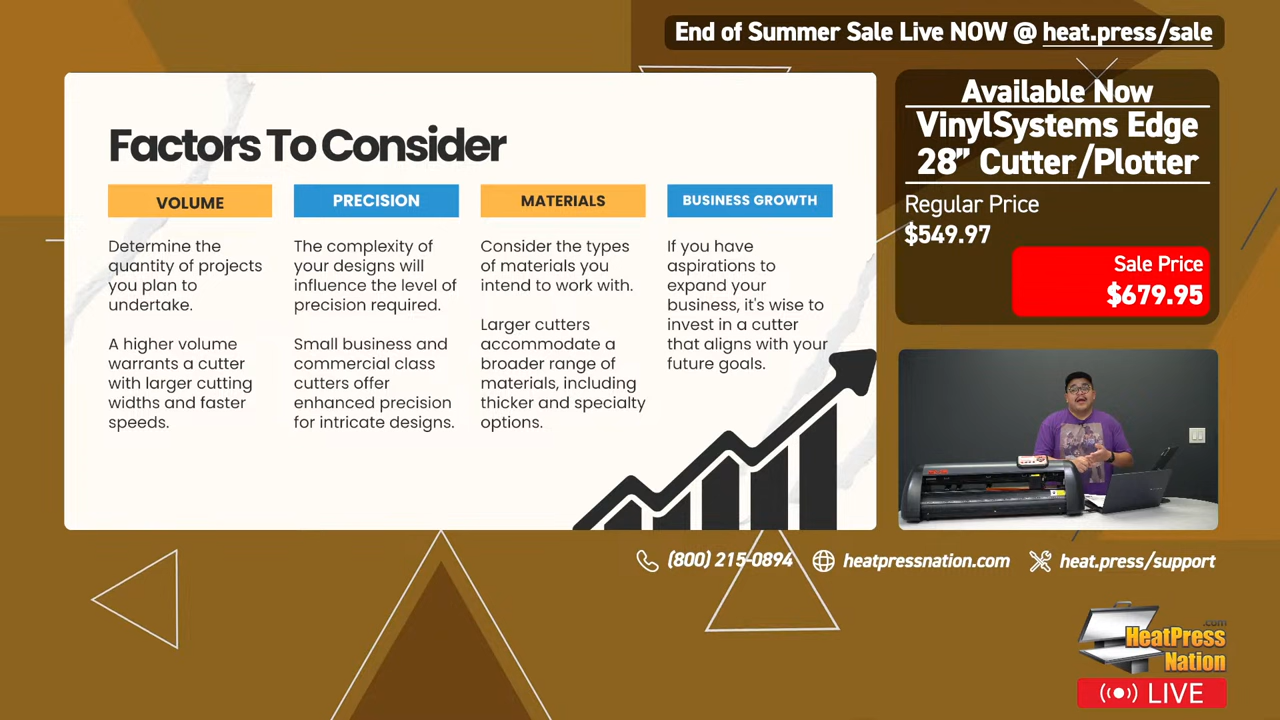 End of Summer Sale Live NOW @ heat.press/sale
Factors To Consider
VOLUME
Determine the
quantity of projects
you plan to
undertake.
A higher volume
warrants a cutter
with larger cutting
widths and faster
speeds.
PRECISION
The complexity of
your designs will
influence the level of
precision required.
Small business and
commercial class
cutters offer
enhanced precision
for intricate designs.
MATERIALS
Consider the types
of materials you
intend to work with.
Larger cutters
accommodate a
broader range of
materials, including
thicker and specialty
options.
BUSINESS GROWTH
If you have
aspirations to
expand your
business, it's wise to
invest in a cutter
that aligns with your
future goals.
Available Now
VinylSystems Edge
28” Cutter/Plotter
Regular Price
$549.97
Sale Price
$679.95
(800) 215-0894
heatpressnation.com
heat.press/support
.com
HeatPress
Nation
LIVE